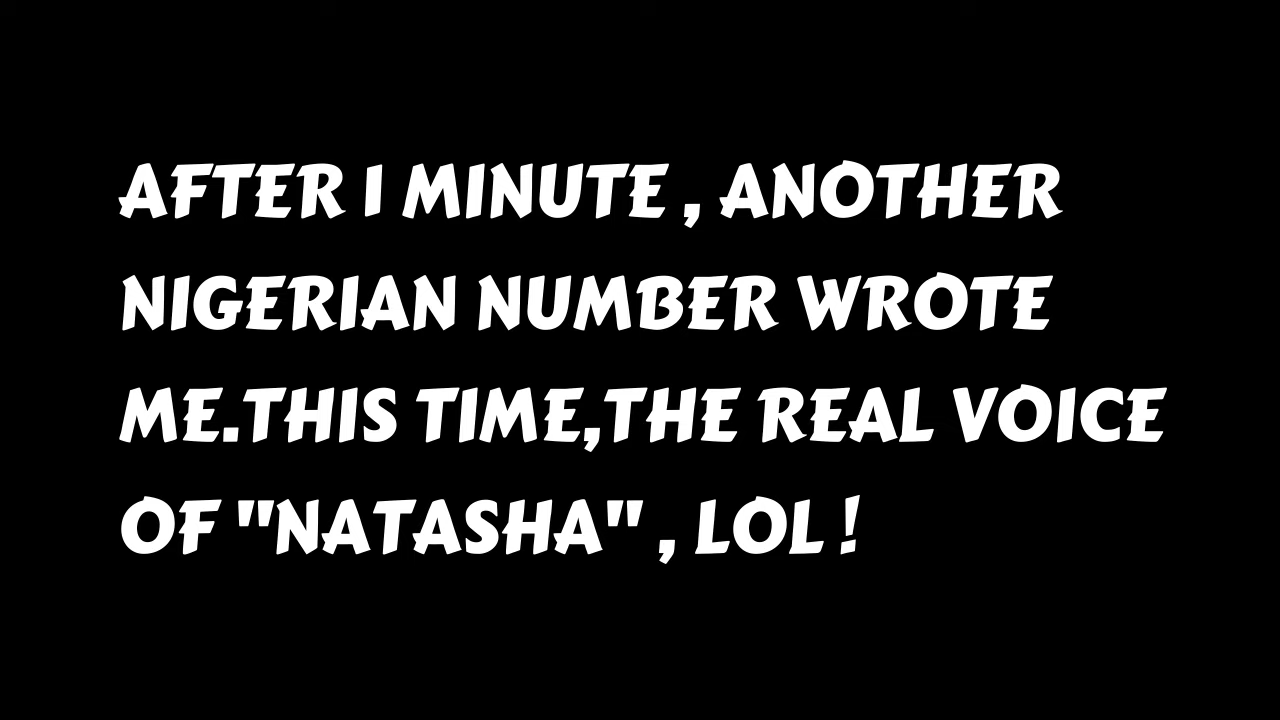 AFTER 1 MINUTE , ANOTHER
NIGERIAN NUMBER WROTE
ME.THIS TIME,THE REAL VOICE
OF "NATASHA" , LOL !